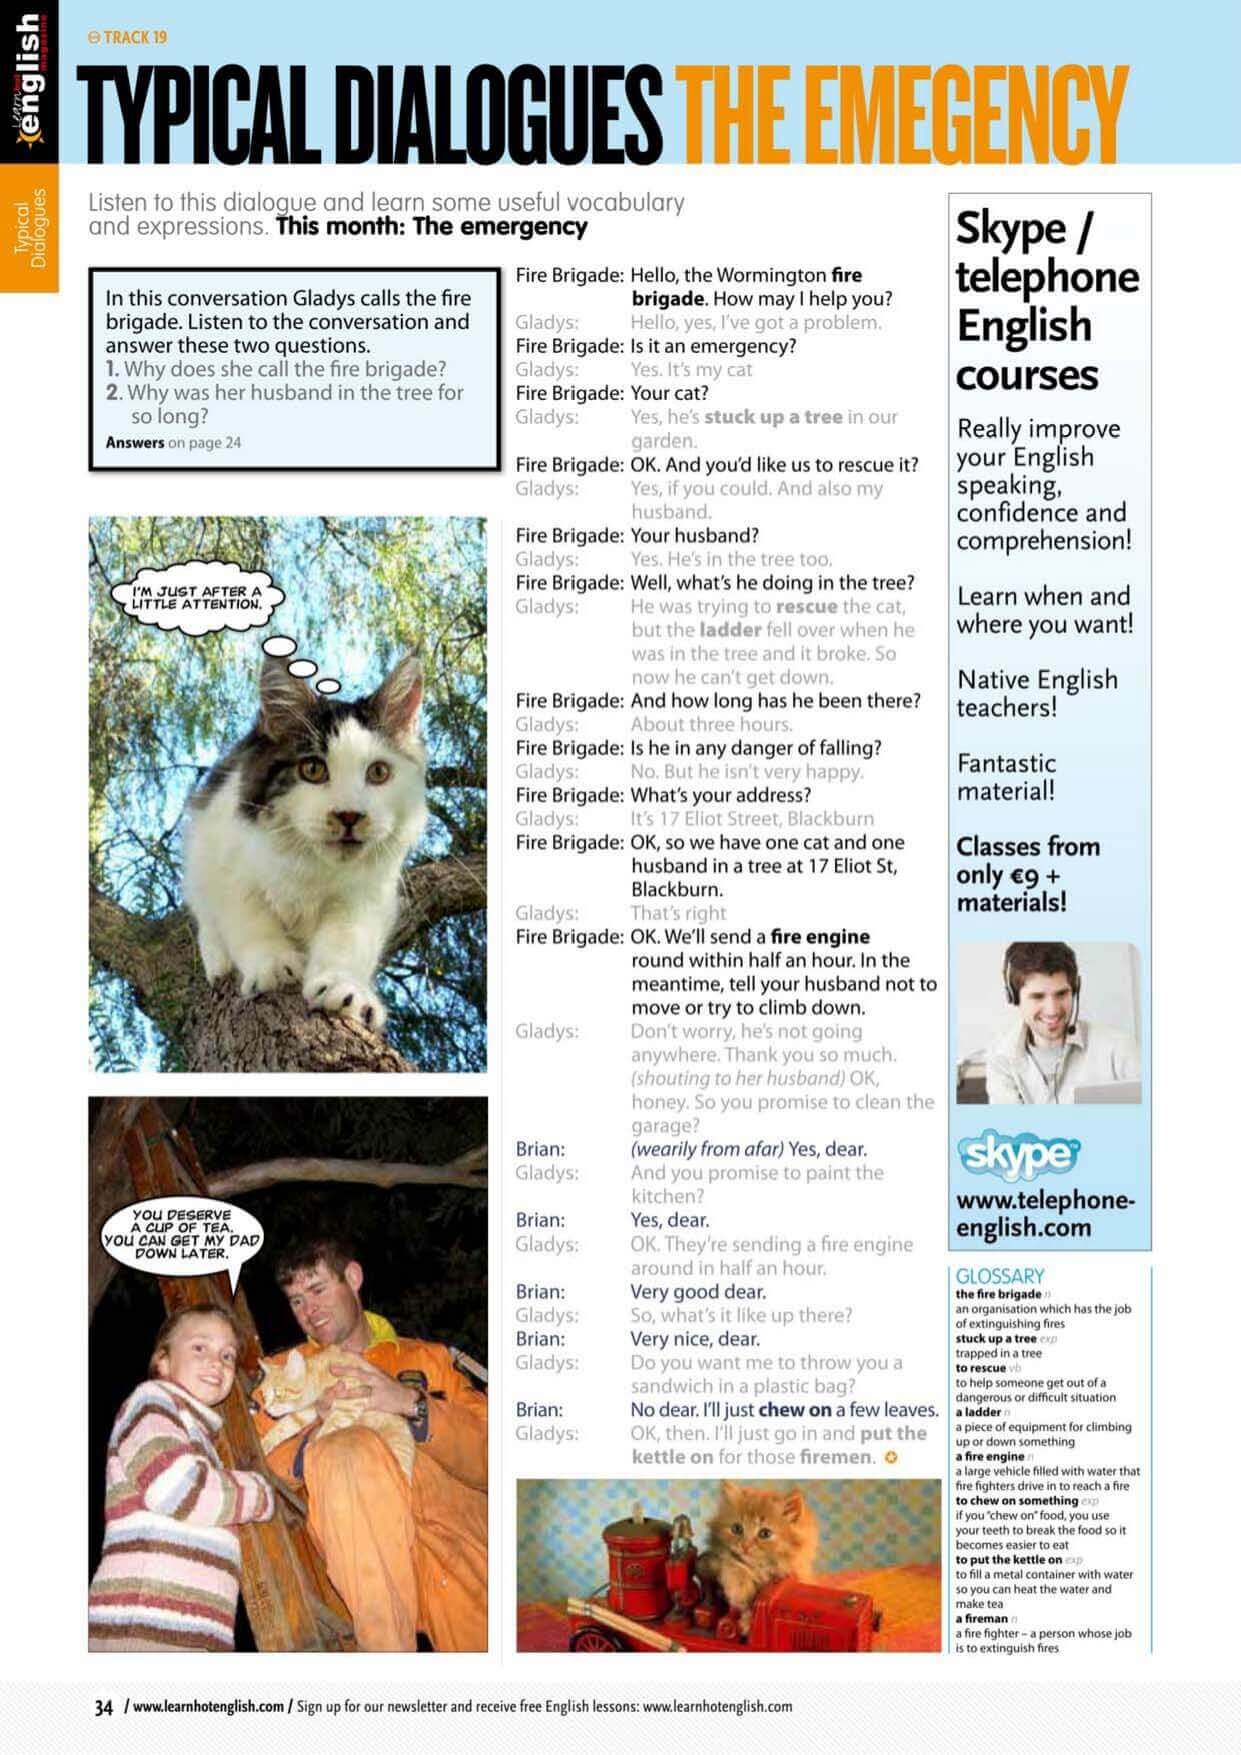 Learn hot
english
magazine
Typical
Dialogues
TRACK 19
TYPICAL DIALOGUES THE EMEGENCY
Listen to this dialogue and learn some useful vocabulary
and expressions. This month: The emergency
In this conversation Gladys calls the fire
brigade. Listen to the conversation and
answer these two questions.
1. Why does she call the fire brigade?
2. Why was her husband in the tree for
so long?
Answers on page 24
I'M JUST AFTER A
LITTLE ATTENTION.
YOU DESERVE
A CUP OF TEA.
YOU CAN GET MY DAD
DOWN LATER.
Fire Brigade: Hello, the Wormington fire
brigade. How may I help you?
Gladys: Hello, yes, I've got a problem.
Fire Brigade: Is it an emergency?
Gladys: Yes. It's my cat
Fire Brigade: Your cat?
Gladys: Yes, he's stuck up a tree in our
garden.
Fire Brigade: OK. And you'd like us to rescue it?
Gladys: Yes, if you could. And also my
husband.
Fire Brigade: Your husband?
Gladys: Yes. He's in the tree too.
Fire Brigade: Well, what's he doing in the tree?
Gladys: He was trying to rescue the cat,
but the ladder fell over when he
was in the tree and it broke. So
now he can't get down.
Fire Brigade: And how long has he been there?
Gladys: About three hours.
Fire Brigade: Is he in any danger of falling?
Gladys: No. But he isn't very happy.
Fire Brigade: What's your address?
Gladys: It's 17 Eliot Street, Blackburn
Fire Brigade: OK, so we have one cat and one
husband in a tree at 17 Eliot St,
Blackburn.
Gladys: That's right
Fire Brigade: OK. We'll send a fire engine
round within half an hour. In the
meantime, tell your husband not to
move or try to climb down.
Gladys: Don't worry, he's not going
anywhere. Thank you so much.
(shouting to her husband) OK,
honey. So you promise to clean the
garage?
Brian: (wearily from afar) Yes, dear.
Gladys: And you promise to paint the
kitchen?
Brian: Yes, dear.
Gladys: OK. They're sending a fire engine
around in half an hour.
Brian: Very good dear.
Gladys: So, what's it like up there?
Brian: Very nice, dear.
Gladys: Do you want me to throw you a
sandwich in a plastic bag?
Brian: No dear. I'll just chew on a few leaves.
Gladys: OK, then. I'll just go in and put the
kettle on for those firemen.
Skype /
telephone
English
courses
Really improve
your English
speaking,
confidence and
comprehension!
Learn when and
where you want!
Native English
teachers!
Fantastic
material!
Classes from
only €9 +
materials!
skype™
www.telephone-
english.com
GLOSSARY
the fire brigade n
an organisation which has the job
of extinguishing fires
stuck up a tree exp
trapped in a tree
to rescue vb
to help someone get out of a
dangerous or difficult situation
a ladder n
a piece of equipment for climbing
up or down something
a fire engine n
a large vehicle filled with water that
fire fighters drive in to reach a fire
to chew on something exp
if you "chew on" food, you use
your teeth to break the food so it
becomes easier to eat
to put the kettle on exp
to fill a metal container with water
so you can heat the water and
make tea
a fireman n
a fire fighter – a person whose job
is to extinguish fires
34 / www.learnhotenglish.com / Sign up for our newsletter and receive free English lessons: www.learnhotenglish.com